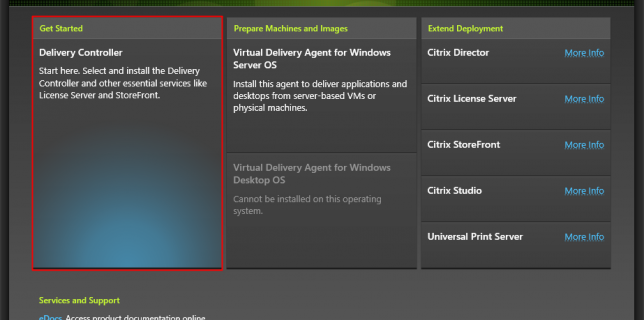 Get Started
Delivery Controller
Start here. Select and install the Delivery
Controller and other essential services like
License Server and StoreFront.
Prepare Machines and Images
Virtual Delivery Agent for Windows
Server OS
Install this agent to deliver applications and
desktops from server-based VMs or
physical machines.
Virtual Delivery Agent for Windows
Desktop OS
Cannot be installed on this operating
system.
Extend Deployment
Citrix Director More Info
Citrix License Server More Info
Citrix StoreFront More Info
Citrix Studio More Info
Universal Print Server More Info
Services and Support
eDocs Access product documentation online